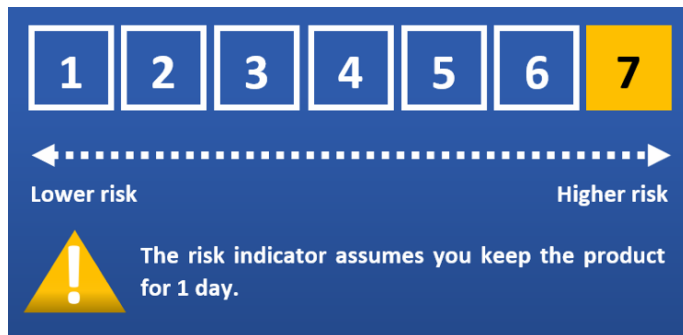 1 2 3 4 5 6 7
Lower risk Higher risk
!
The risk indicator assumes you keep the product
for 1 day.